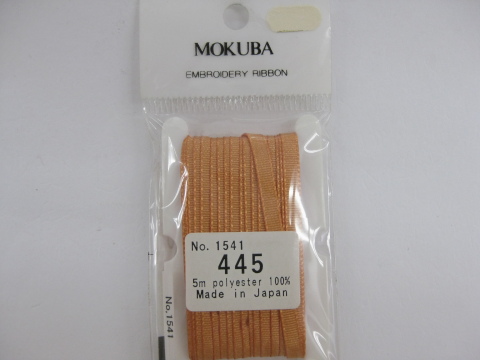 MOKUBA
EMBROIDERY RIBBON
No. 1541
445
5m polyester 100%
Made in Japan
No.1541